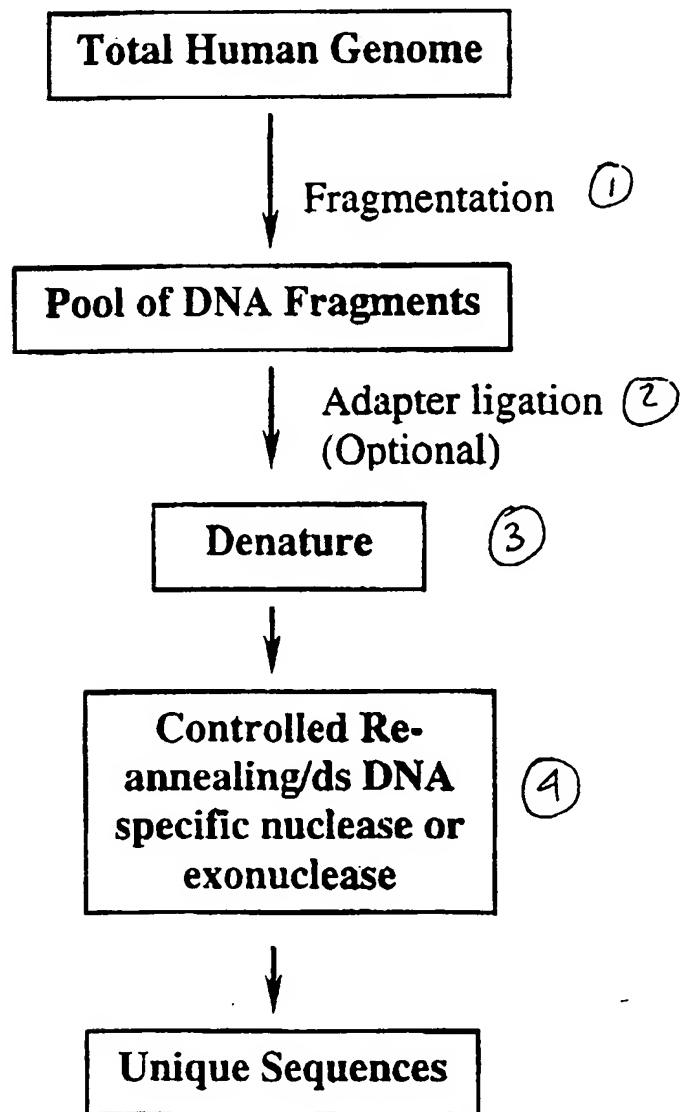 Total Human Genome
Fragmentation ①
Pool of DNA Fragments
Adapter ligation ②
(Optional)
Denature ③
Controlled Re-
annealing/ds DNA
specific nuclease or
exonuclease
④
Unique Sequences